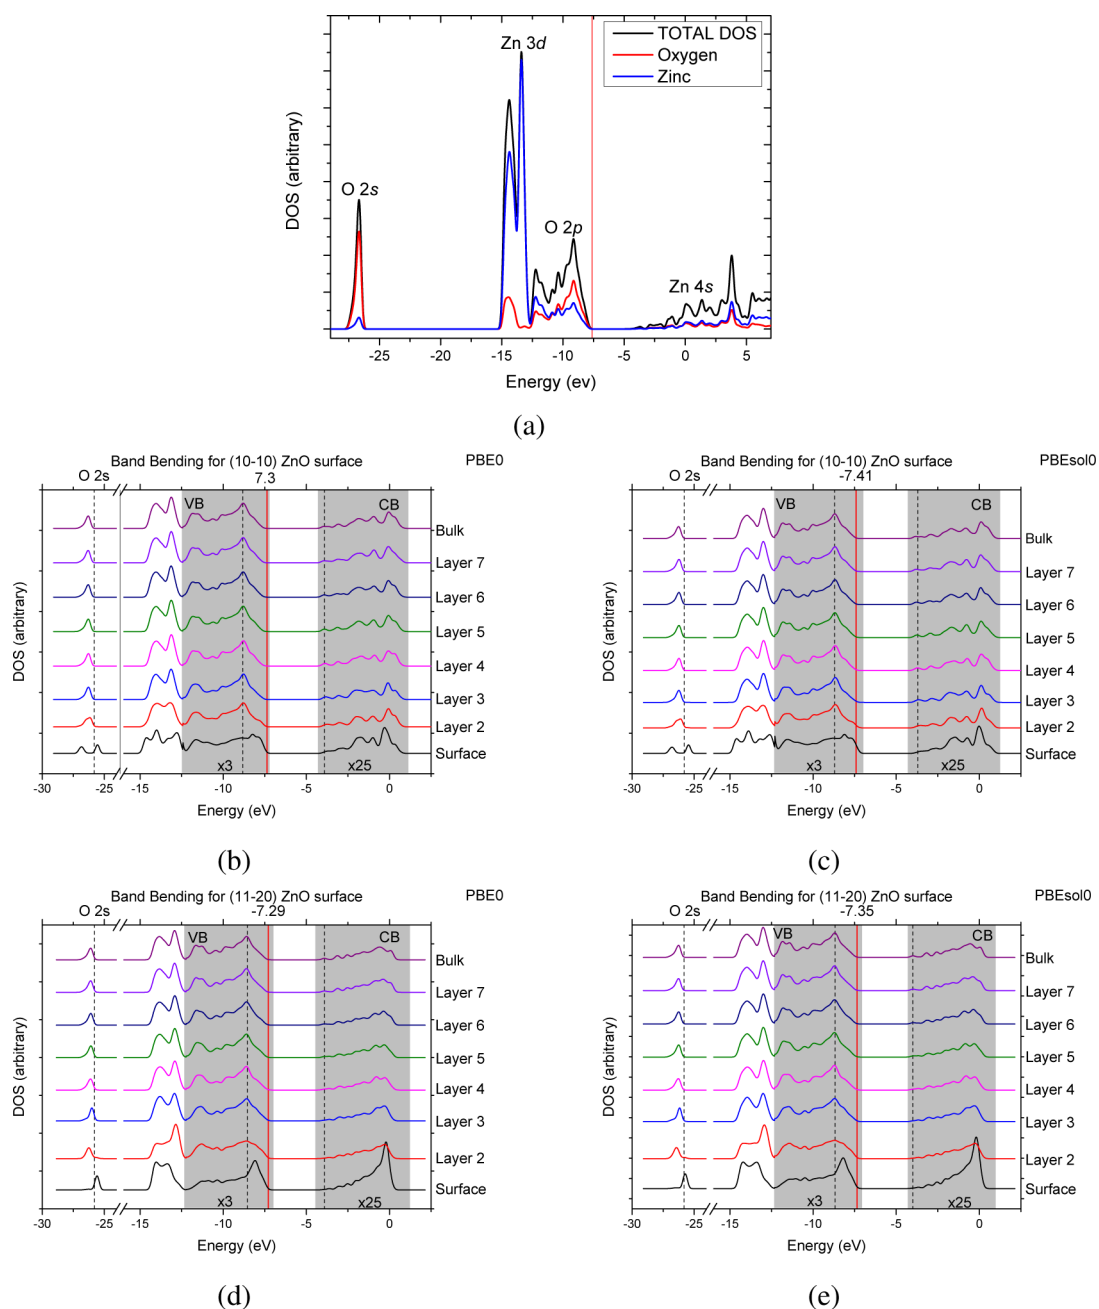 TOTAL DOS
Oxygen
Zinc
Zn 3d
O 2s
O 2p
Zn 4s
DOS (arbitrary)
-25 -20 -15 -10 -5 0 5
Energy (ev)
(a)
Band Bending for (10-10) ZnO surface PBE0
O 2s 7.3
VB CB
Bulk
Layer 7
Layer 6
Layer 5
Layer 4
Layer 3
Layer 2
Surface
x3 x25
DOS (arbitrary)
-30 -25 -15 -10 -5 0
Energy (eV)
(b)
Band Bending for (10-10) ZnO surface PBEsol0
O 2s -7.41
VB CB
Bulk
Layer 7
Layer 6
Layer 5
Layer 4
Layer 3
Layer 2
Surface
x3 x25
DOS (arbitrary)
-30 -25 -15 -10 -5 0
Energy (eV)
(c)
Band Bending for (11-20) ZnO surface PBE0
O 2s -7.29
VB CB
Bulk
Layer 7
Layer 6
Layer 5
Layer 4
Layer 3
Layer 2
Surface
x3 x25
DOS (arbitrary)
-30 -25 -15 -10 -5 0
Energy (eV)
(d)
Band Bending for (11-20) ZnO surface PBEsol0
O 2s -7.35
VB CB
Bulk
Layer 7
Layer 6
Layer 5
Layer 4
Layer 3
Layer 2
Surface
x3 x25
DOS (arbitrary)
-30 -25 -15 -10 -5 0
Energy (eV)
(e)